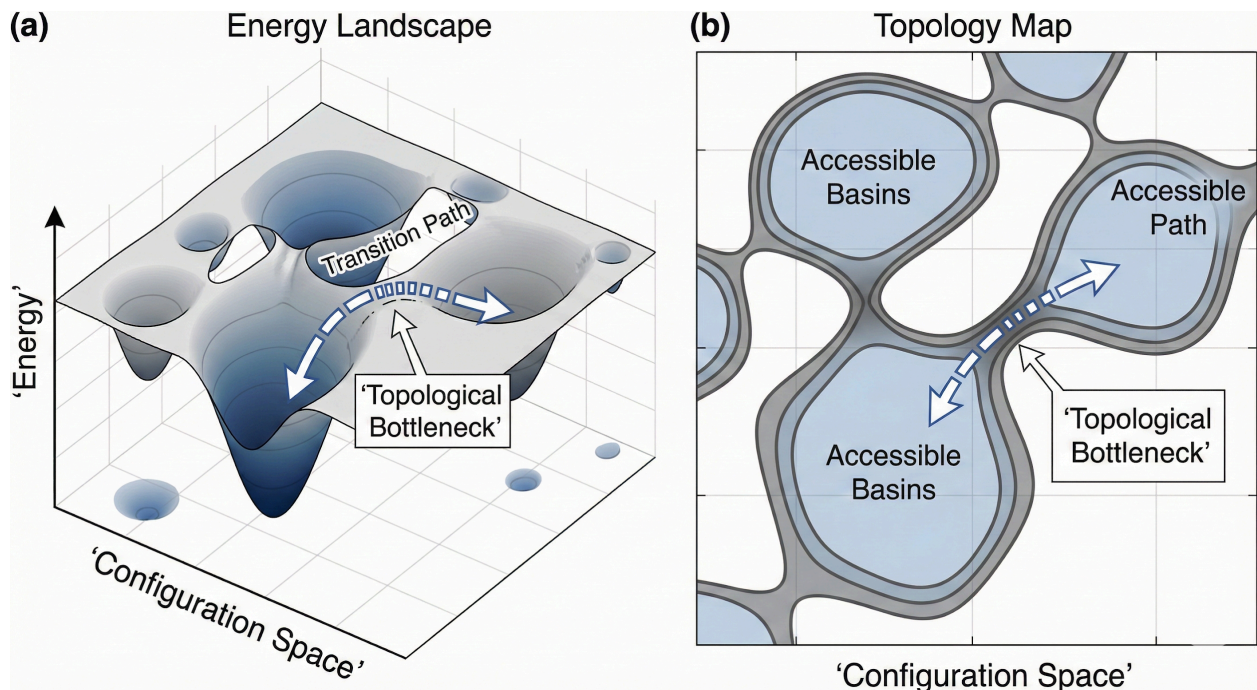 (a)
Energy Landscape
Transition Path
'Energy'
'Topological
Bottleneck'
'Configuration Space'
(b)
Topology Map
Accessible
Basins
Accessible
Path
'Topological
Bottleneck'
Accessible
Basins
'Configuration Space'